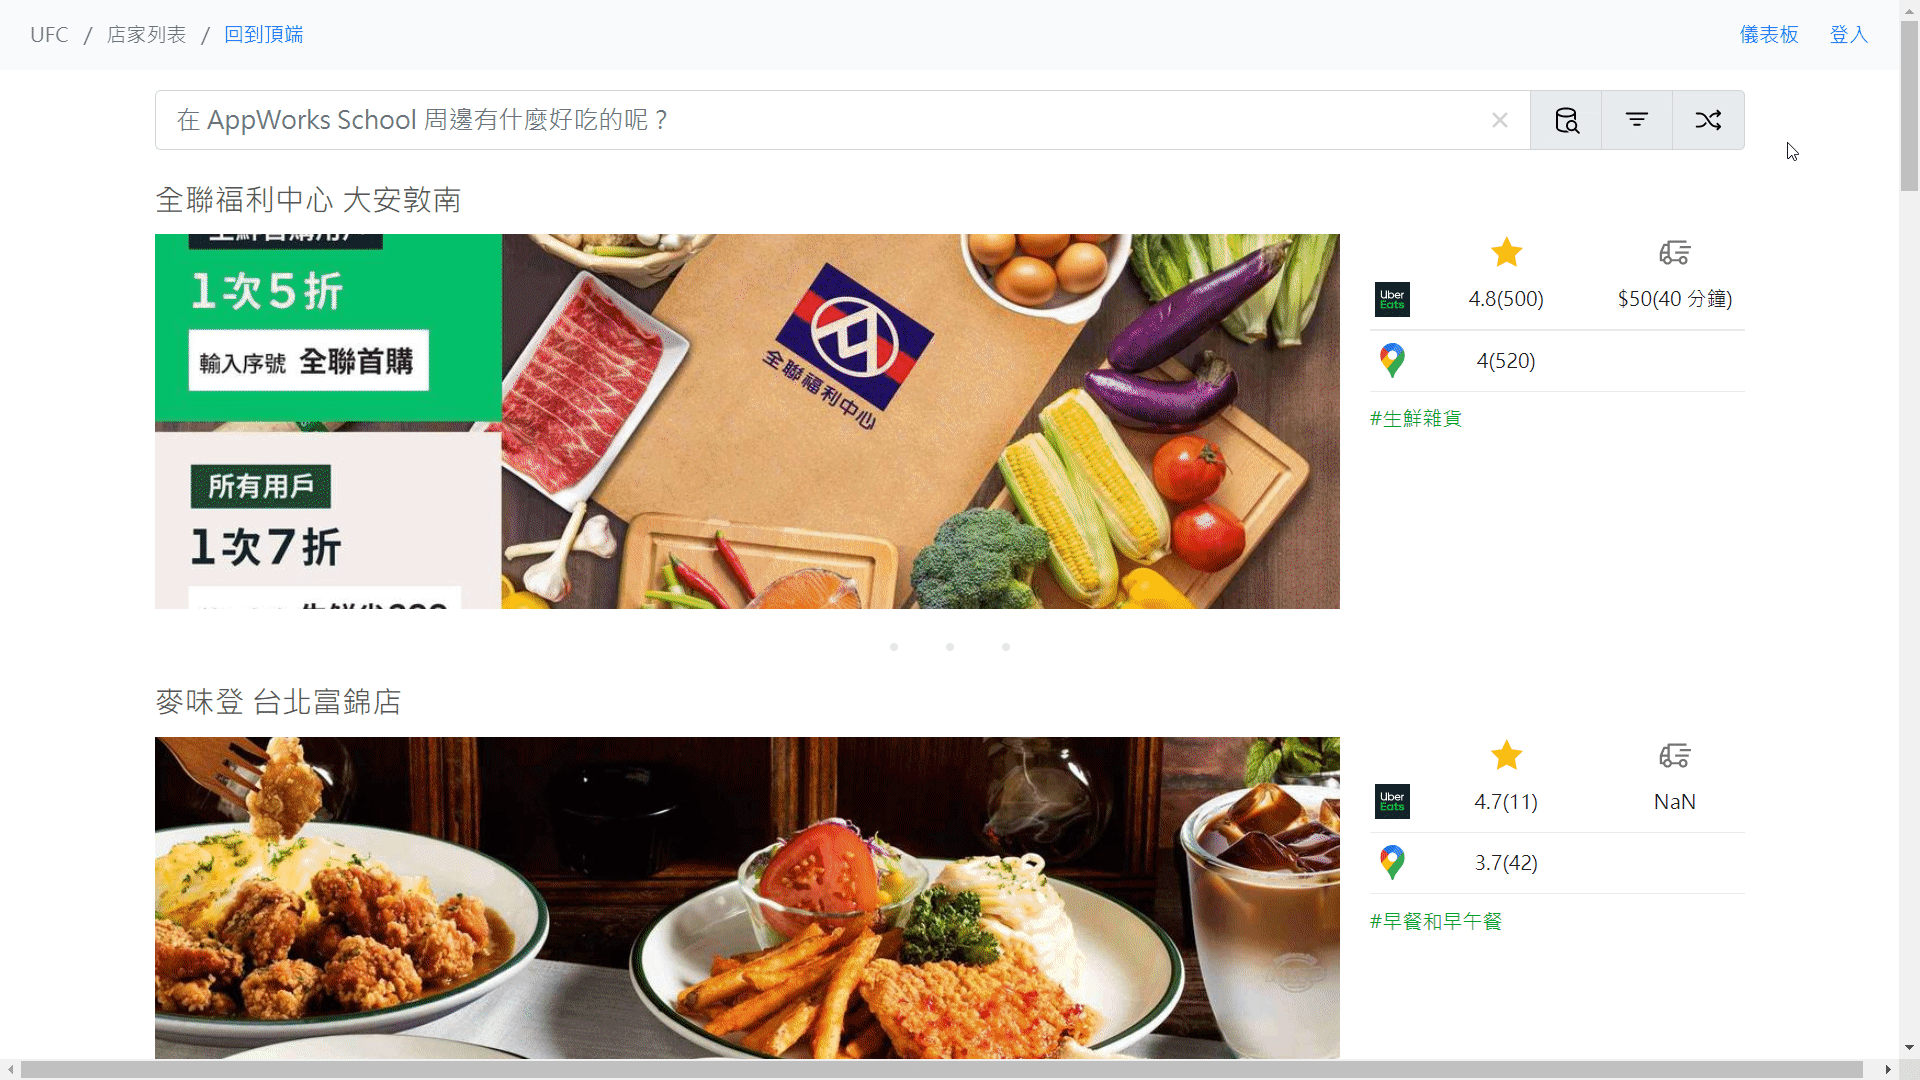 UFC / 店家列表 / 回到頂端
儀表板 登入
在 AppWorks School 周邊有什麼好吃的呢？
全聯福利中心 大安敦南
1次5折
輸入序號 全聯首購
所有用戶
1次7折
全聯福利中心
Uber Eats
4.8(500)
$50(40 分鐘)
4(520)
#生鮮雜貨
麥味登 台北富錦店
Uber Eats
4.7(11)
NaN
3.7(42)
#早餐和早午餐